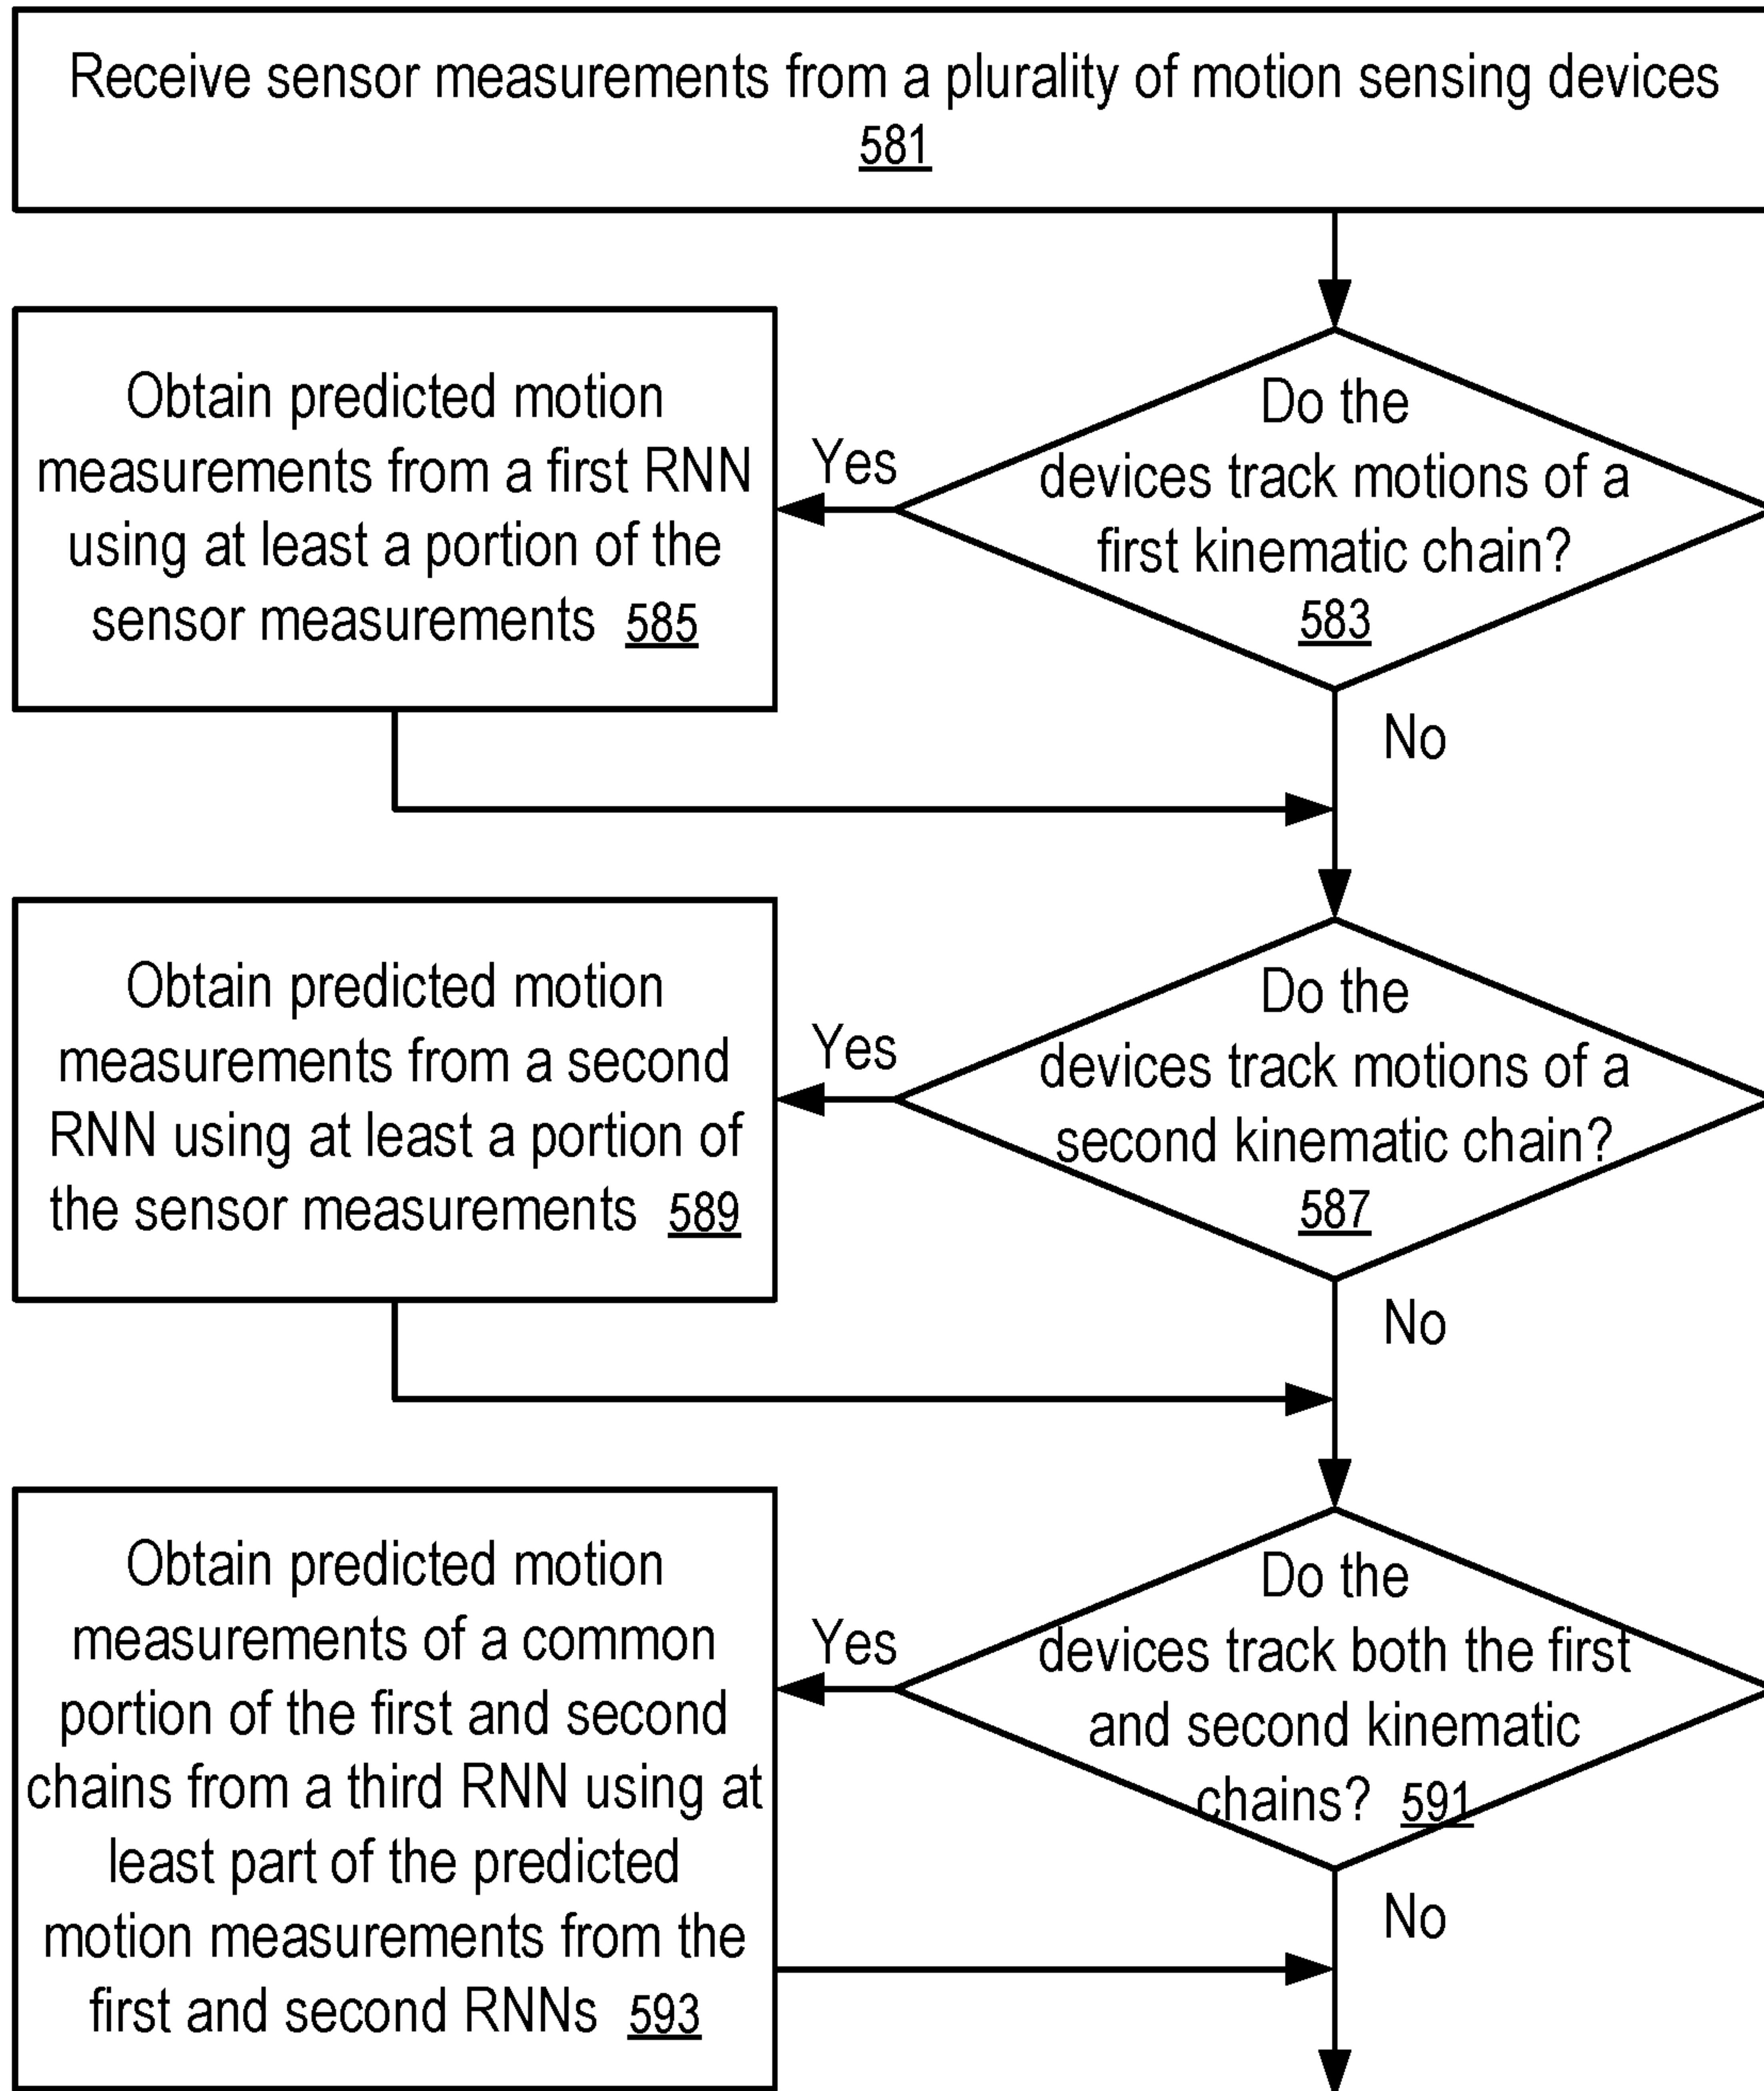 Receive sensor measurements from a plurality of motion sensing devices
581
Do the
devices track motions of a
first kinematic chain?
583
Yes
No
Obtain predicted motion
measurements from a first RNN
using at least a portion of the
sensor measurements 585
Do the
devices track motions of a
second kinematic chain?
587
Yes
No
Obtain predicted motion
measurements from a second
RNN using at least a portion of
the sensor measurements 589
Do the
devices track both the first
and second kinematic
chains? 591
Yes
No
Obtain predicted motion
measurements of a common
portion of the first and second
chains from a third RNN using at
least part of the predicted
motion measurements from the
first and second RNNs 593